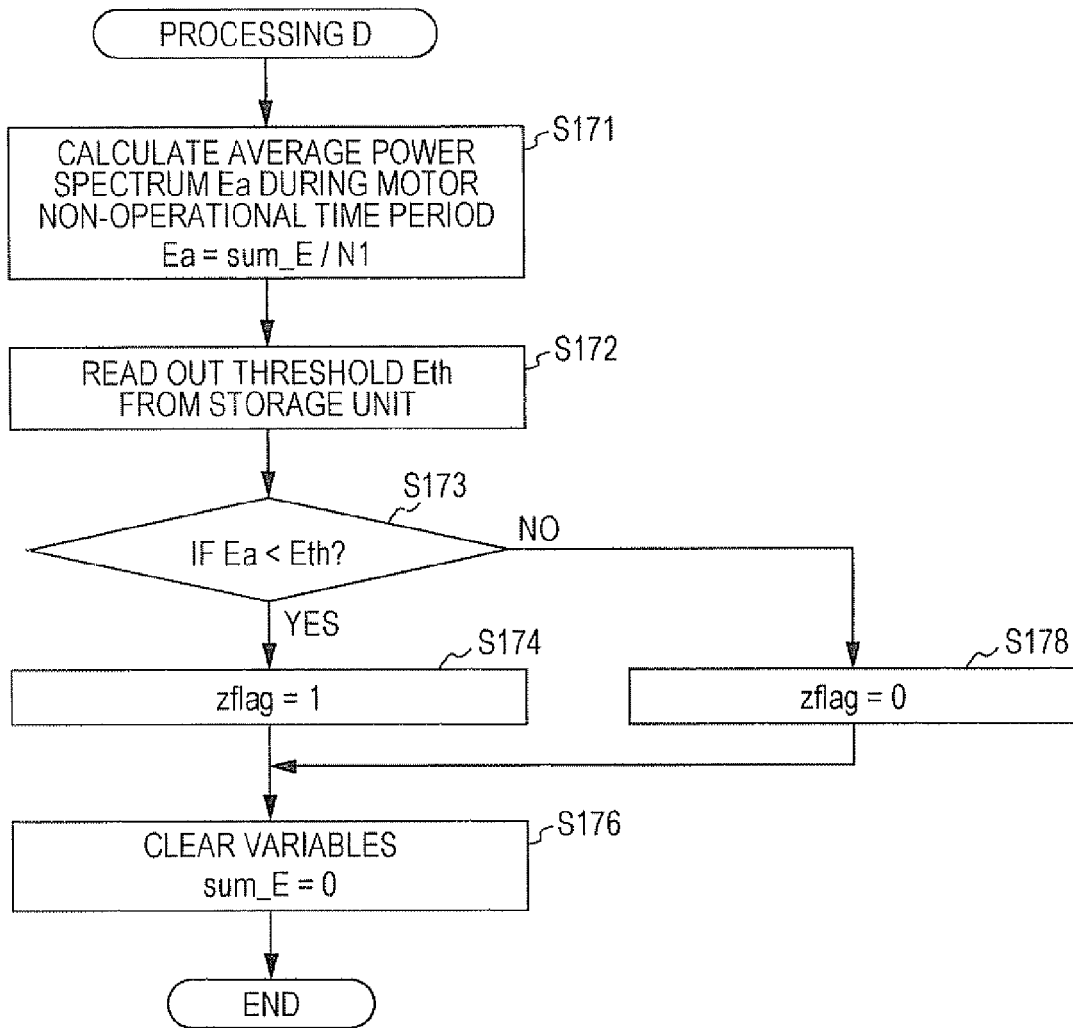 PROCESSING D
S171
CALCULATE AVERAGE POWER
SPECTRUM Ea DURING MOTOR
NON-OPERATIONAL TIME PERIOD
Ea = sum_E / N1
S172
READ OUT THRESHOLD Eth
FROM STORAGE UNIT
S173
IF Ea < Eth?
NO
YES
S174
zflag = 1
S178
zflag = 0
S176
CLEAR VARIABLES
sum_E = 0
END